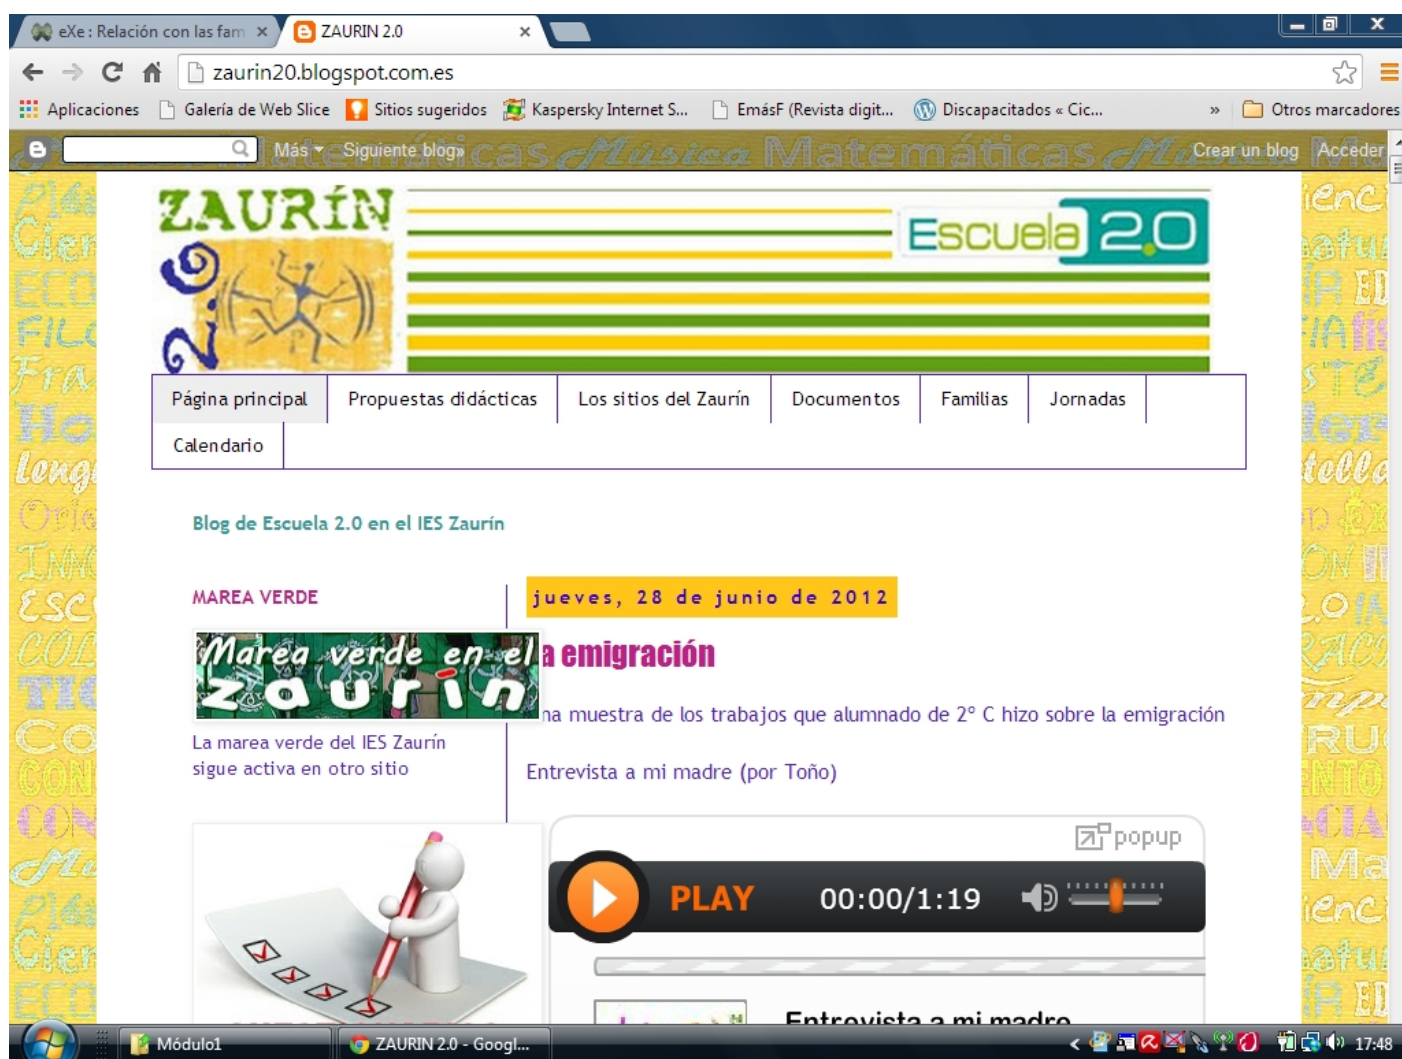 eXe : Relación con las fam
ZAURIN 2.0
zaurin20.blogspot.com.es
Aplicaciones Galería de Web Slice Sitios sugeridos Kaspersky Internet S... EmásF (Revista digit... Discapacitados « Cic... » Otros marcadores
Más Siguiente blog» Crear un blog Acceder
Música Matemáticas
ZAURÍN
2.0
Escuela 2.0
Página principal Propuestas didácticas Los sitios del Zaurín Documentos Familias Jornadas
Calendario
Blog de Escuela 2.0 en el IES Zaurín
MAREA VERDE
Marea verde en el
zaurín
La marea verde del IES Zaurín
sigue activa en otro sitio
jueves, 28 de junio de 2012
a emigración
na muestra de los trabajos que alumnado de 2º C hizo sobre la emigración
Entrevista a mi madre (por Toño)
popup
PLAY 00:00/1:19
Entrevista a mi madre
Módulo1 ZAURIN 2.0 - Googl... 17:48